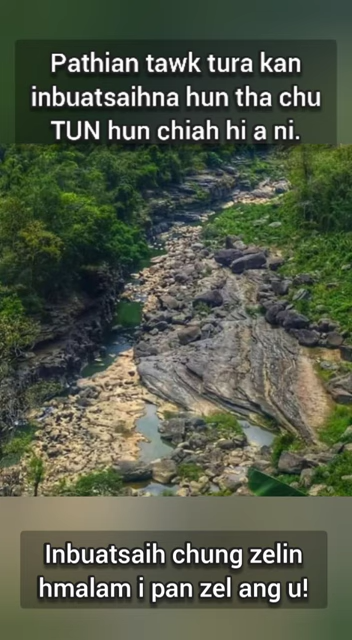 Pathian tawk tura kan
inbuatsaihna hun tha chu
TUN hun chiah hi a ni.
Inbuatsaih chung zelin
hmalam i pan zel ang u!